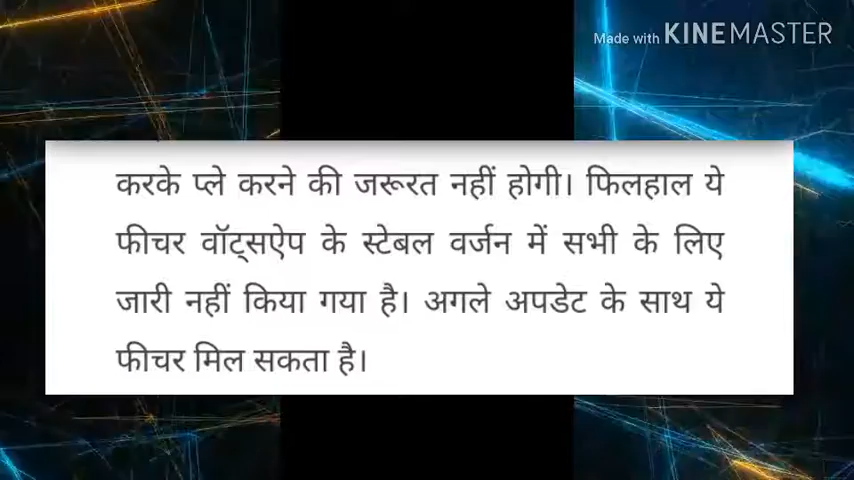 Made with KINEMASTER
करके प्ले करने की जरूरत नहीं होगी। फिलहाल ये
फीचर वॉट्सऐप के स्टेबल वर्जन में सभी के लिए
जारी नहीं किया गया है। अगले अपडेट के साथ ये
फीचर मिल सकता है।